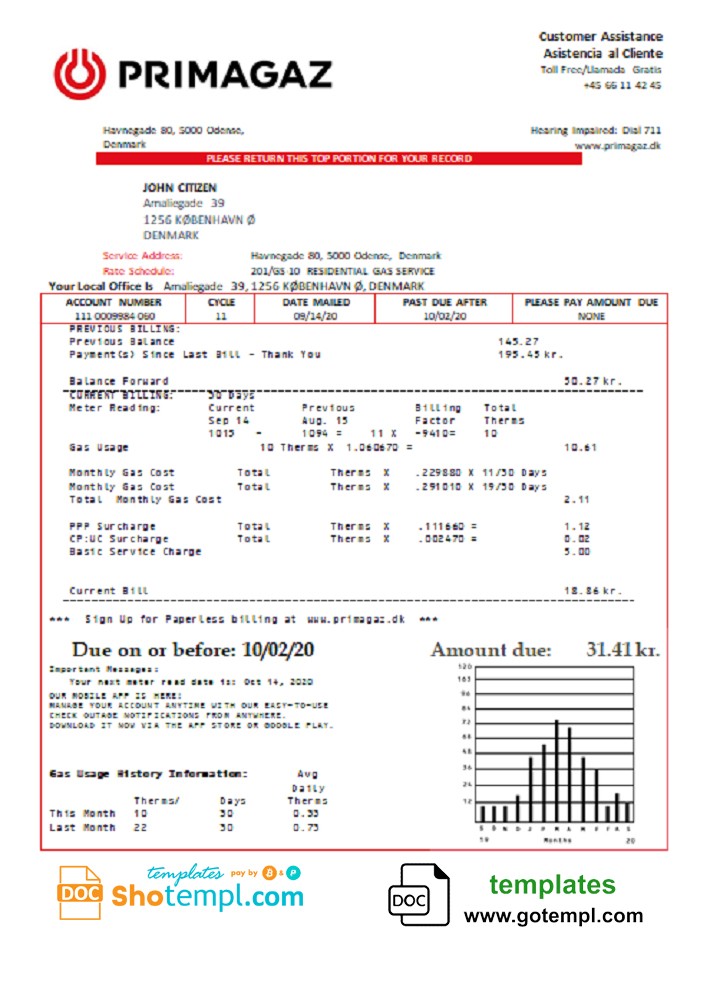 PRIMAGAZ
Customer Assistance
Asistencia al Cliente
Toll Free/Llamada Gratis
+45 66 11 42 45
Havnegade 80, 5000 Odense,
Denmark
Hearing Impaired: Dial 711
www.primagaz.dk
PLEASE RETURN THIS TOP PORTION FOR YOUR RECORD
JOHN CITIZEN
Amaliegade 39
1256 KØBENHAVN Ø
DENMARK
Service Address: Havnegade 80, 5000 Odense, Denmark
Rate Schedule: 201/GS-10 RESIDENTIAL GAS SERVICE
Your Local Office Is Amaliegade 39, 1256 KØBENHAVN Ø, DENMARK
ACCOUNT NUMBER CYCLE DATE MAILED PAST DUE AFTER PLEASE PAY AMOUNT DUE
111 0009984 060 11 09/14/20 10/02/20 NONE
PREVIOUS BILLING:
Previous Balance 145.27
Payment(s) Since Last Bill - Thank You 195.45 kr.
Balance Forward 50.27 kr.
CURRENT BILLING: 30 Days
Meter Reading: Current Previous Billing Total
Sep 14 Aug. 15 Factor Therms
1015 - 1094 = 11 X -9410= 10
Gas Usage 10 Therms X 1.060670 = 10.61
Monthly Gas Cost Total Therms X .229880 X 11/30 Days
Monthly Gas Cost Total Therms X .291010 X 19/30 Days
Total Monthly Gas Cost 2.11
PPP Surcharge Total Therms X .111660 = 1.12
CP:UC Surcharge Total Therms X .002470 = 0.02
Basic Service Charge 5.00
Current Bill 18.86 kr.
*** Sign Up for Paperless billing at www.primagaz.dk ***
Due on or before: 10/02/20 Amount due: 31.41 kr.
Important Messages:
Your next meter read date is: Oct 14, 2020
OUR MOBILE APP IS HERE!
MANAGE YOUR ACCOUNT ANYTIME WITH OUR EASY-TO-USE
CHECK OUTAGE NOTIFICATIONS FROM ANYWHERE.
DOWNLOAD IT NOW VIA THE APP STORE OR GOOGLE PLAY.
Gas Usage History Information: Avg
Daily
Therms/ Days Therms
This Month 10 30 0.33
Last Month 22 30 0.73
120
96
84
72
48
36
24
12
19 Months 20
DOC
templates pay by B & P
Shotempl.com
DOC
templates
www.gotempl.com